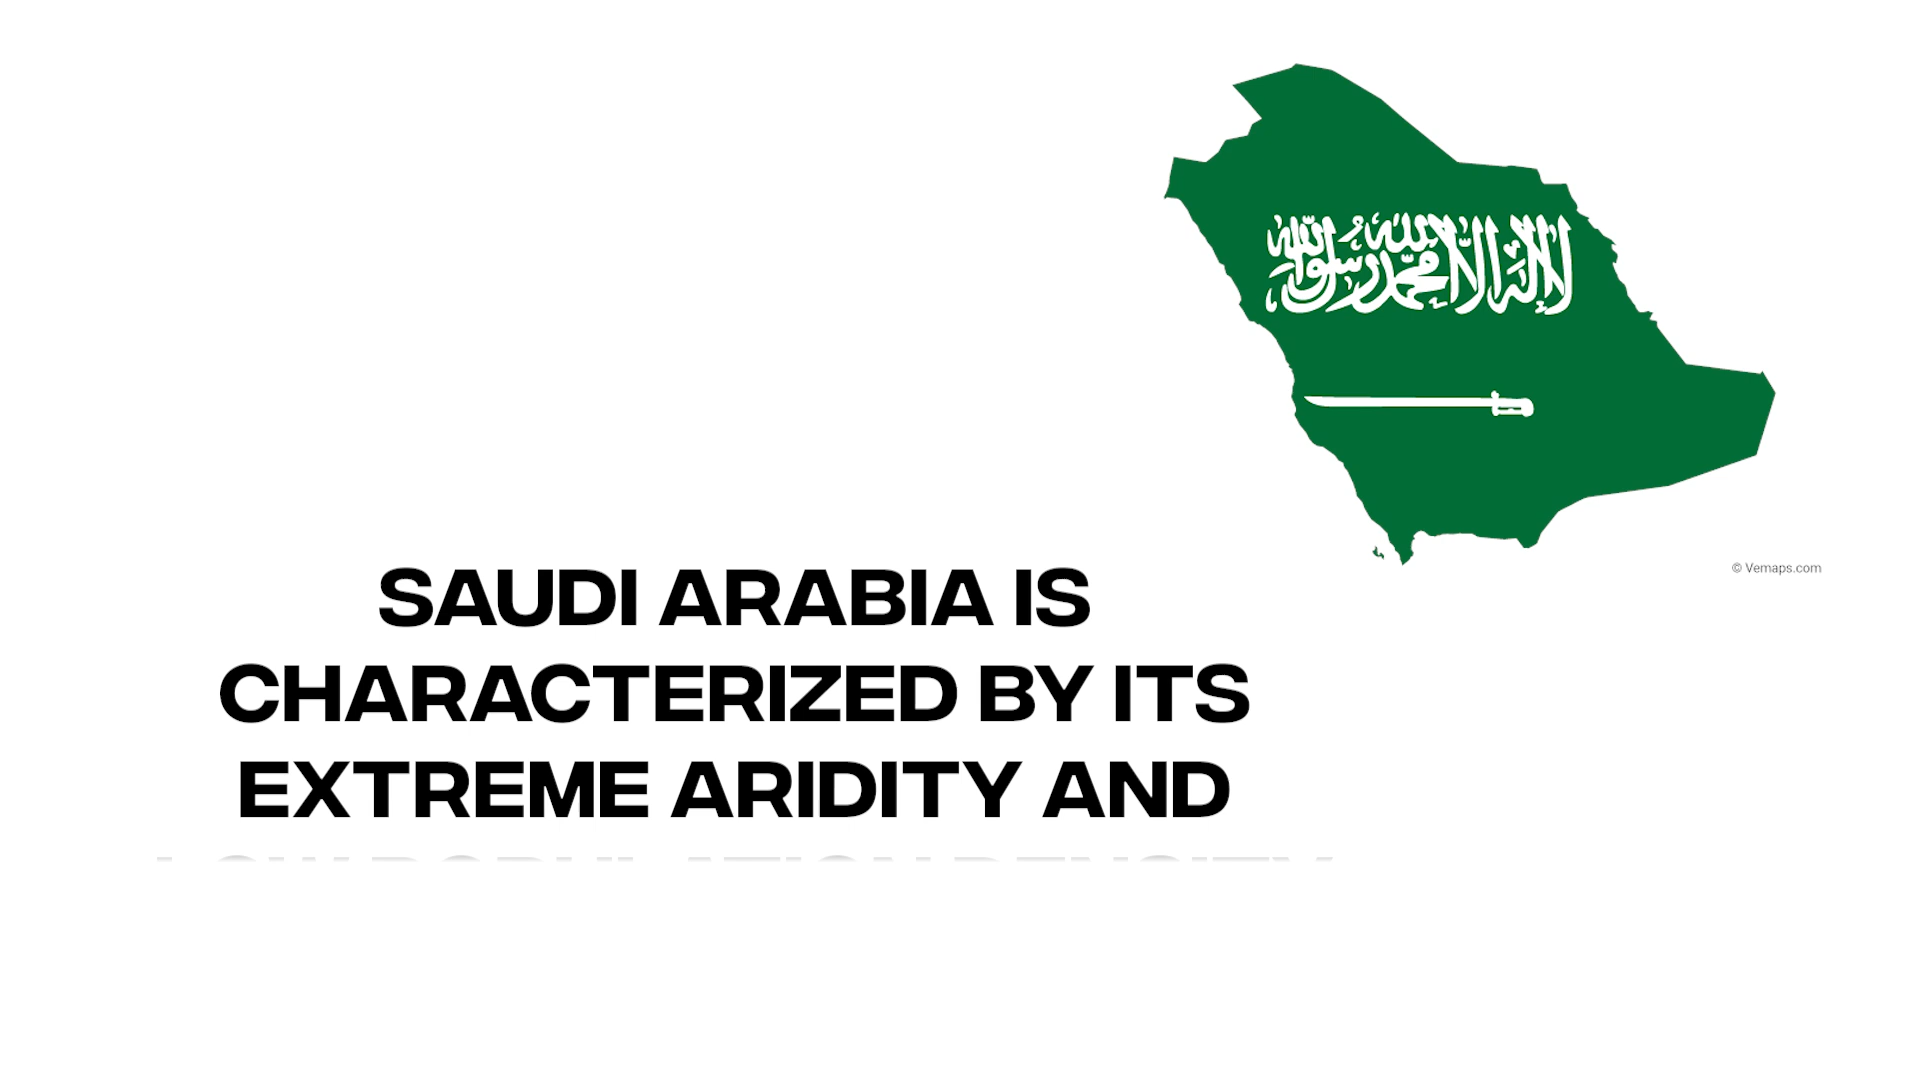 لا إله إلا الله محمد رسول الله
© Vemaps.com
SAUDI ARABIA IS
CHARACTERIZED BY ITS
EXTREME ARIDITY AND